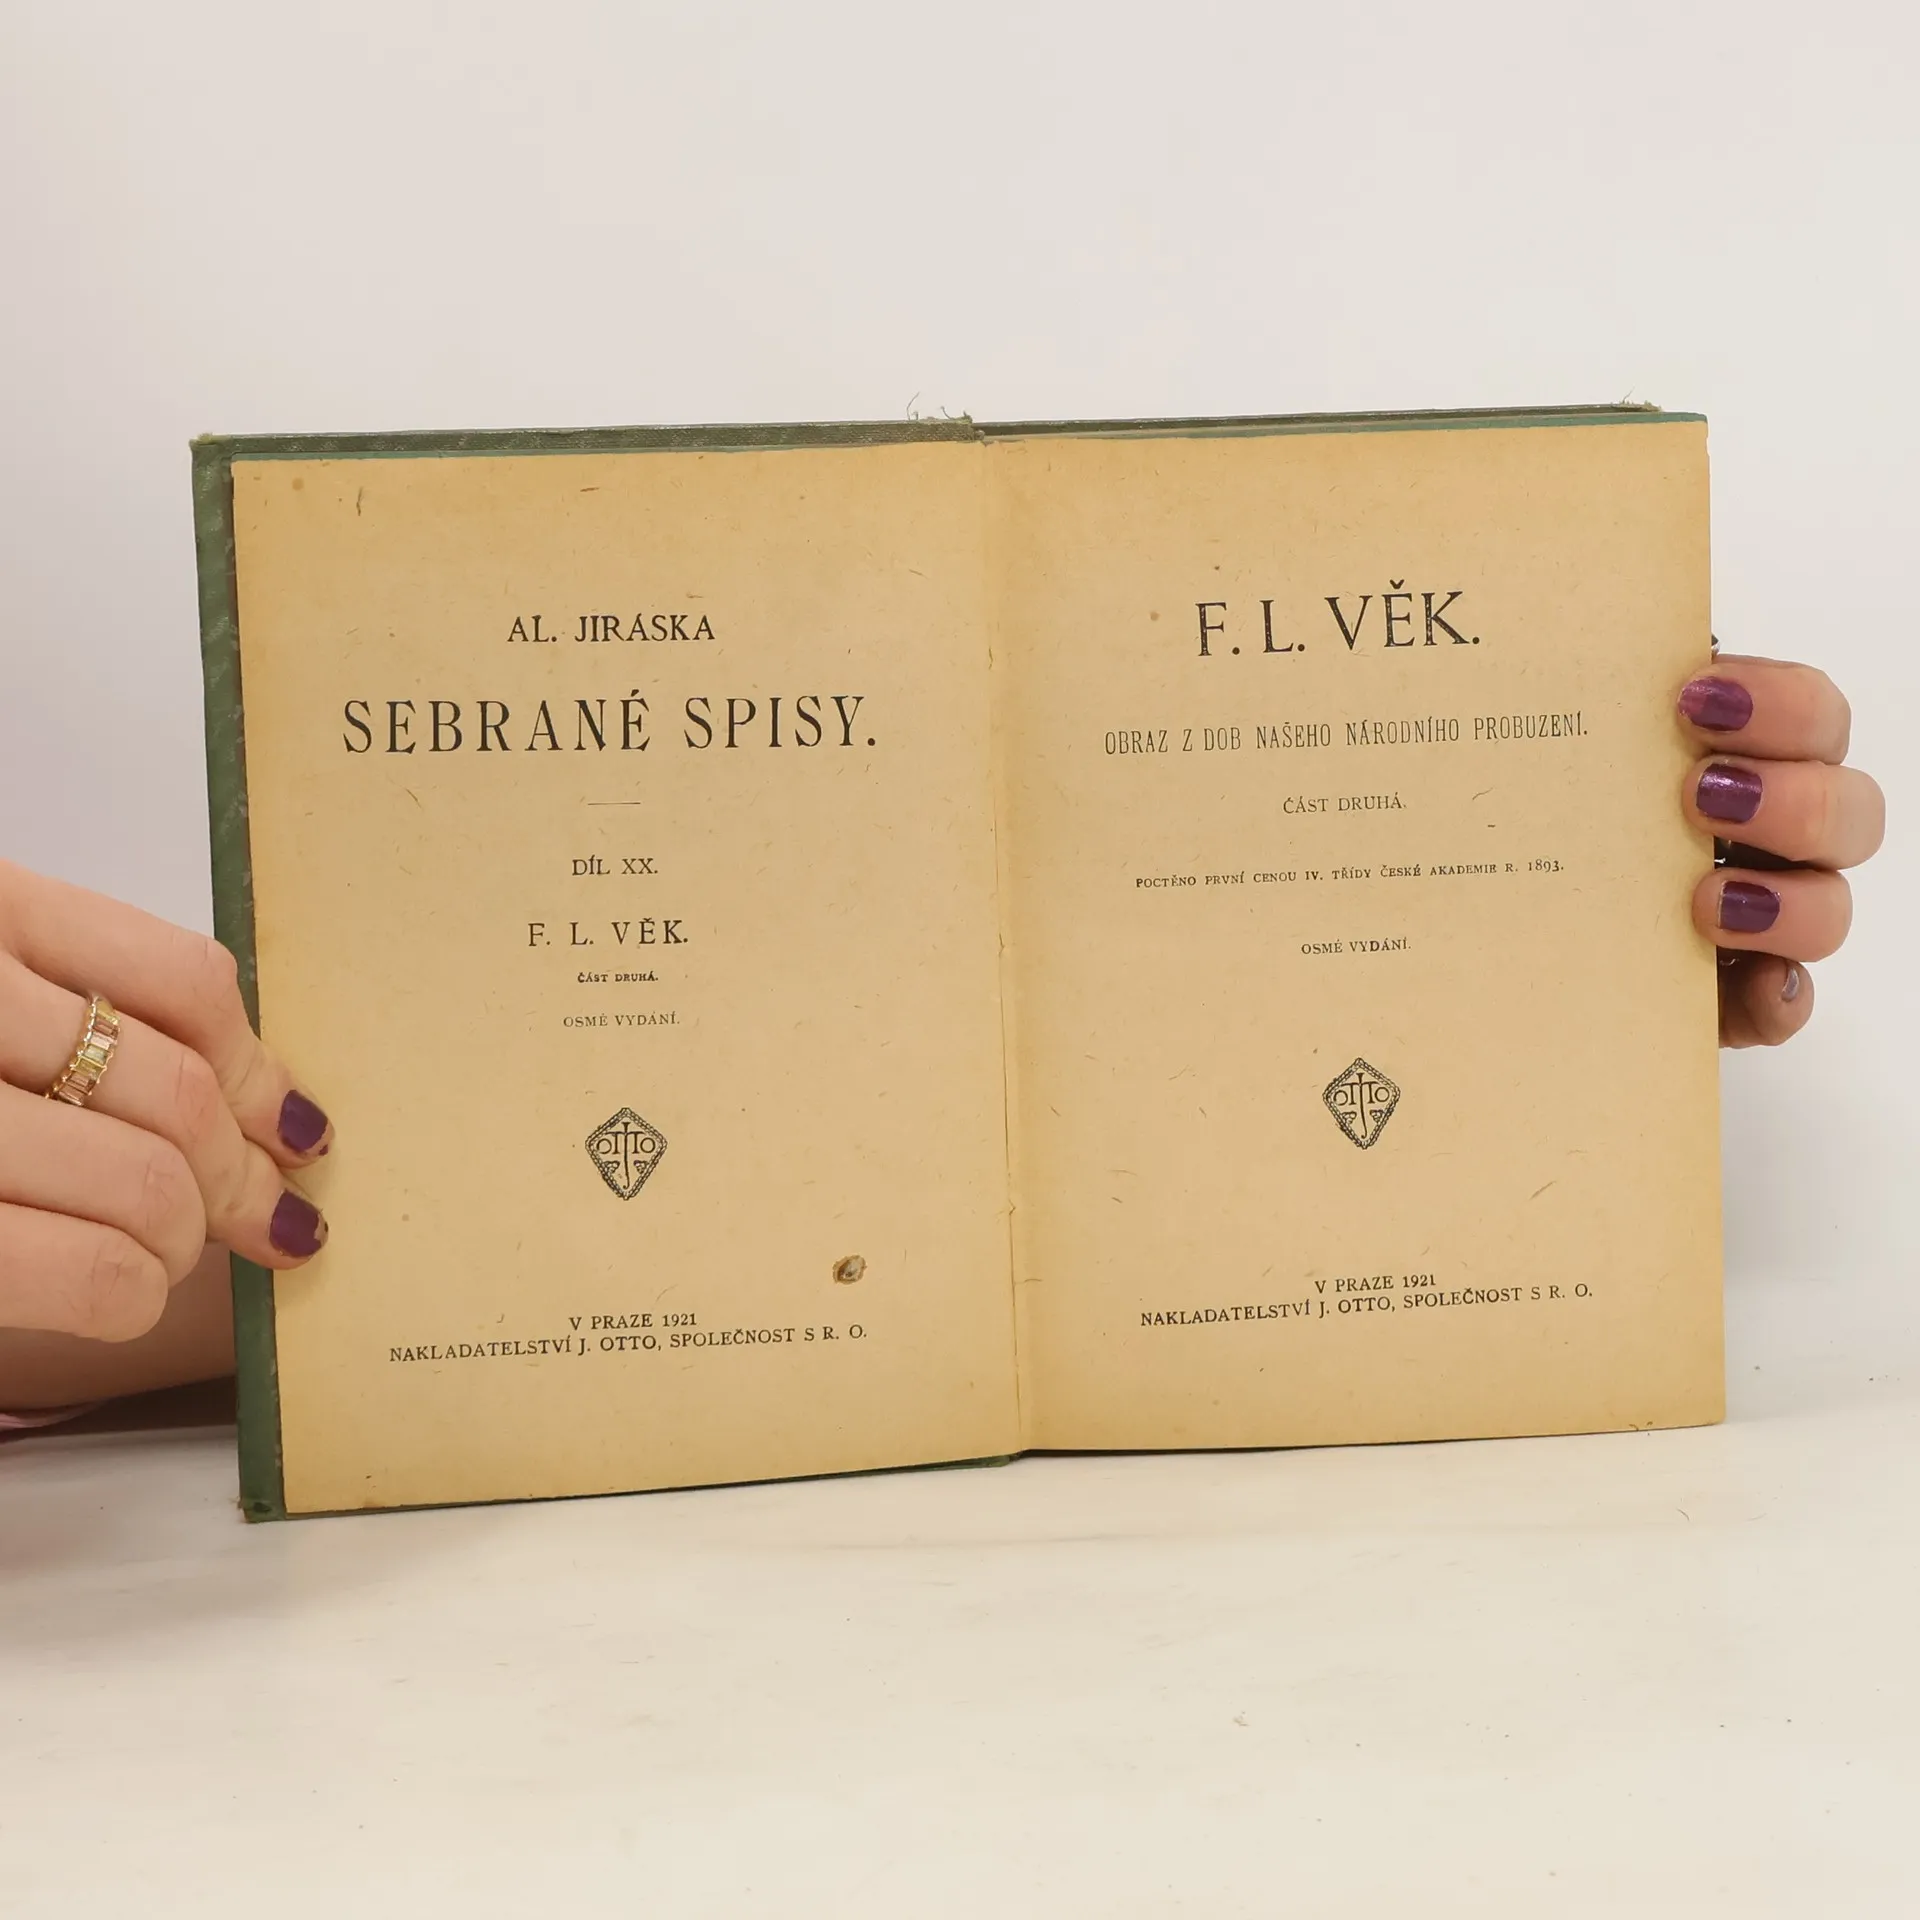 AL. JIRÁSKA
SEBRANÉ SPISY.
DÍL XX.
F. L. VĚK.
ČÁST DRUHÁ.
OSMÉ VYDÁNÍ.
OTTO
V PRAZE 1921
NAKLADATELSTVÍ J. OTTO, SPOLEČNOST S R. O.
F. L. VĚK.
OBRAZ Z DOB NAŠEHO NÁRODNÍHO PROBUZENÍ.
ČÁST DRUHÁ.
POCTĚNO PRVNÍ CENOU IV. TŘÍDY ČESKÉ AKADEMIE R. 1893.
OSMÉ VYDÁNÍ.
OTTO
V PRAZE 1921
NAKLADATELSTVÍ J. OTTO, SPOLEČNOST S R. O.